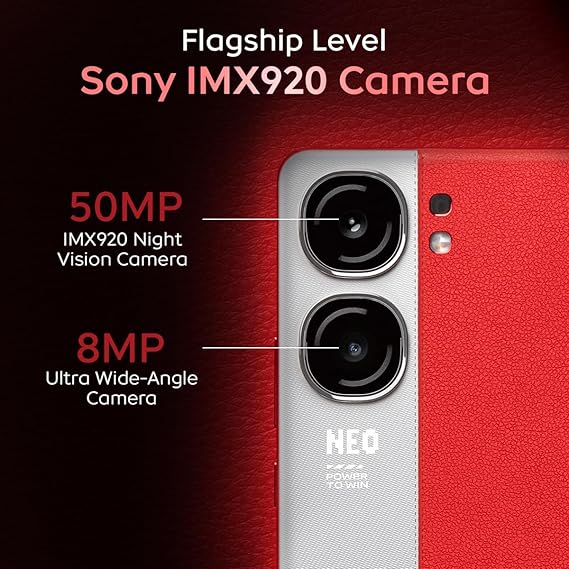 Flagship Level
Sony IMX920 Camera
50MP
IMX920 Night
Vision Camera
8MP
Ultra Wide-Angle
Camera
NEO
POWER
TO WIN